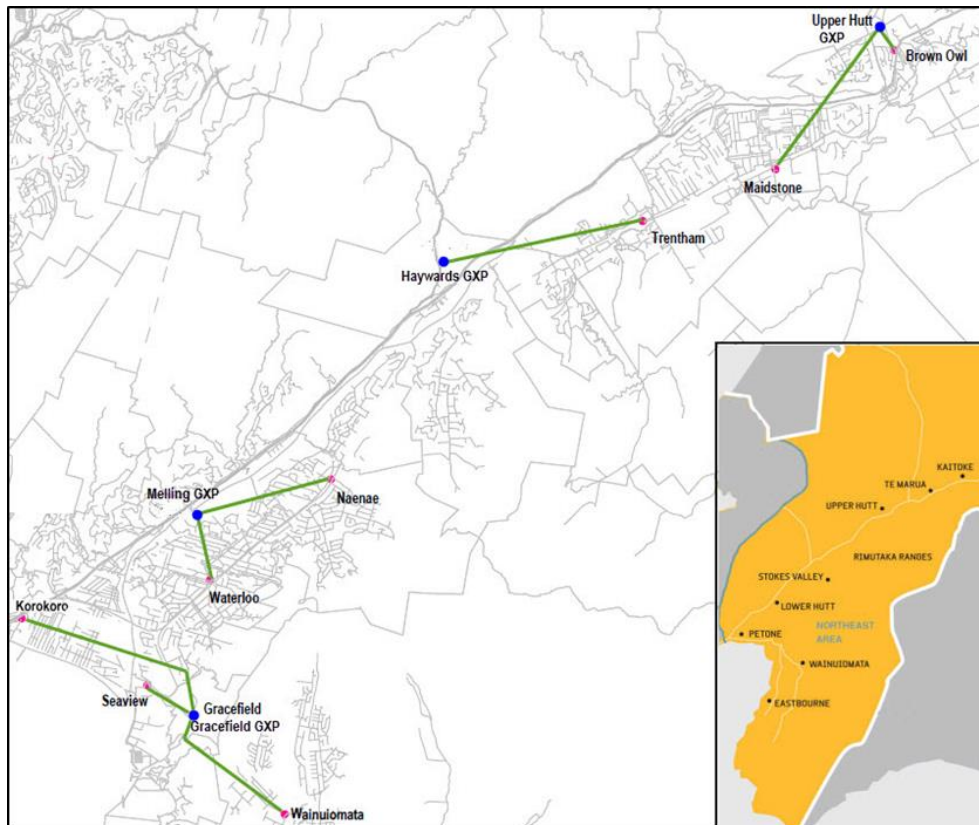 Upper Hutt
GXP
Brown Owl
Maidstone
Trentham
Haywards GXP
Melling GXP
Naenae
Waterloo
Korokoro
Seaview
Gracefield
Gracefield GXP
Wainuiomata
KAITOKE
TE MARUA
UPPER HUTT
RIMUTAKA RANGES
STOKES VALLEY
LOWER HUTT
NORTHEAST
AREA
PETONE
WAINUIOMATA
EASTBOURNE